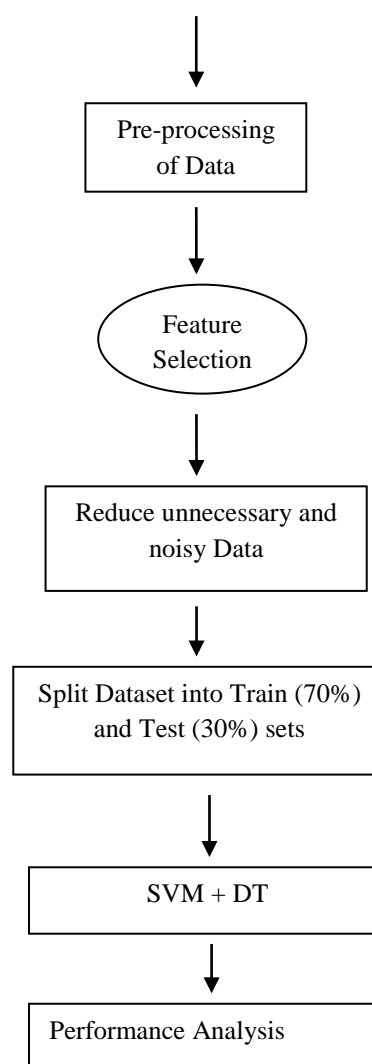 Pre-processing
of Data
Feature
Selection
Reduce unnecessary and
noisy Data
Split Dataset into Train (70%)
and Test (30%) sets
SVM + DT
Performance Analysis